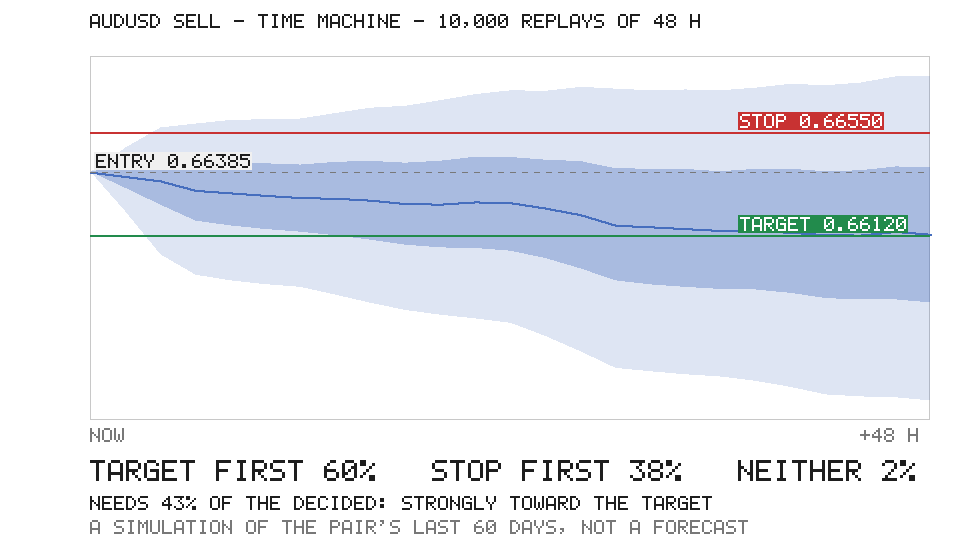 AUDUSD SELL - TIME MACHINE - 10,000 REPLAYS OF 48 H
STOP 0.66550
ENTRY 0.66385
TARGET 0.66120
NOW +48 H
TARGET FIRST 60% STOP FIRST 38% NEITHER 2%
NEEDS 43% OF THE DECIDED: STRONGLY TOWARD THE TARGET
A SIMULATION OF THE PAIR'S LAST 60 DAYS, NOT A FORECAST